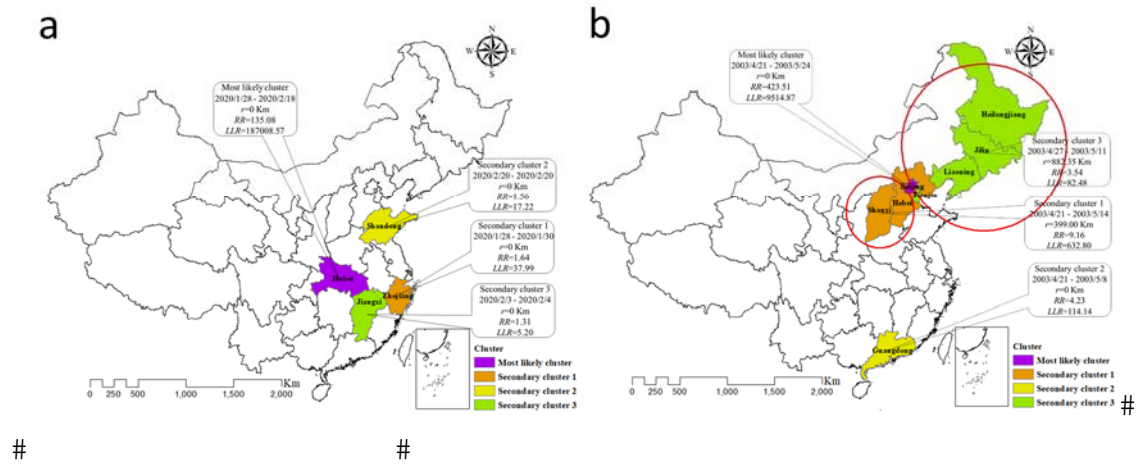 a
N
W
E
S
Most likely cluster
2020/1/28 - 2020/2/18
r=0 Km
RR=135.08
LLR=187008.57
Secondary cluster 2
2020/2/20 - 2020/2/20
r=0 Km
RR=1.56
LLR=17.22
Shandong
Secondary cluster 1
2020/1/28 - 2020/1/30
r=0 Km
RR=1.64
LLR=37.99
Hubei
Zhejiang
Jiangxi
Secondary cluster 3
2020/2/3 - 2020/2/4
r=0 Km
RR=1.31
LLR=5.20
Cluster
Most likely cluster
Secondary cluster 1
Secondary cluster 2
Secondary cluster 3
Km
0 250 500 1,000 1,500 2,000
b
N
W
E
S
Most likely cluster
2003/4/21 - 2003/5/24
r=0 Km
RR=423.51
LLR=9514.87
Heilongjiang
Jilin
Liaoning
Secondary cluster 3
2003/4/27 - 2003/5/11
r=882.35 Km
RR=3.54
LLR=82.48
Beijing
Tianjin
Hebei
Shanxi
Secondary cluster 1
2003/4/21 - 2003/5/14
r=399.00 Km
RR=9.16
LLR=632.80
Secondary cluster 2
2003/4/21 - 2003/5/8
r=0 Km
RR=4.23
LLR=114.14
Guangdong
Cluster
Most likely cluster
Secondary cluster 1
Secondary cluster 2
Secondary cluster 3
Km
0 250 500 1,000 1,500 2,000
#
# #